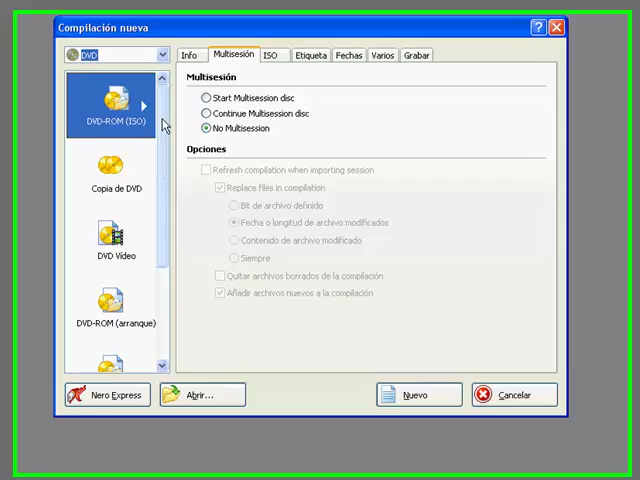 Compilación nueva
DVD
Info Multisesión ISO Etiqueta Fechas Varios Grabar
DVD-ROM (ISO)
Copia de DVD
DVD Vídeo
DVD-ROM (arranque)
Multisesión
Start Multisession disc
Continue Multisession disc
No Multisession
Opciones
Refresh compilation when importing session
Replace files in compilation
Bit de archivo definido
Fecha o longitud de archivo modificados
Contenido de archivo modificado
Siempre
Quitar archivos borrados de la compilación
Añadir archivos nuevos a la compilación
Nero Express Abrir... Nuevo Cancelar